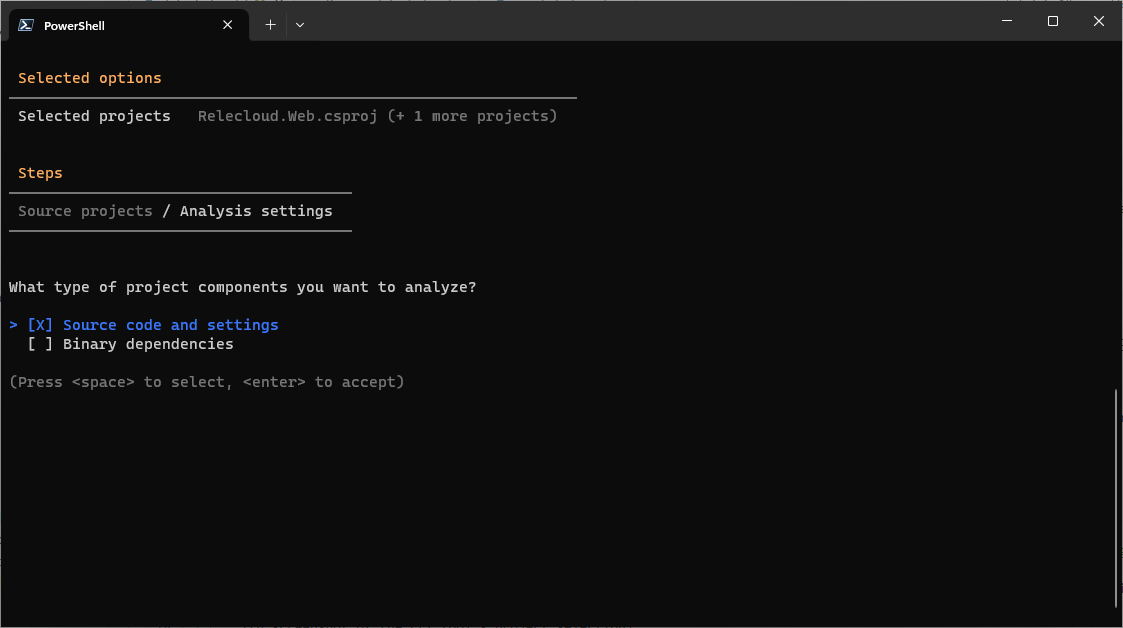 PowerShell
Selected options
Selected projects   Relecloud.Web.csproj (+ 1 more projects)
Steps
Source projects / Analysis settings
What type of project components you want to analyze?
> [X] Source code and settings
[ ] Binary dependencies
(Press <space> to select, <enter> to accept)